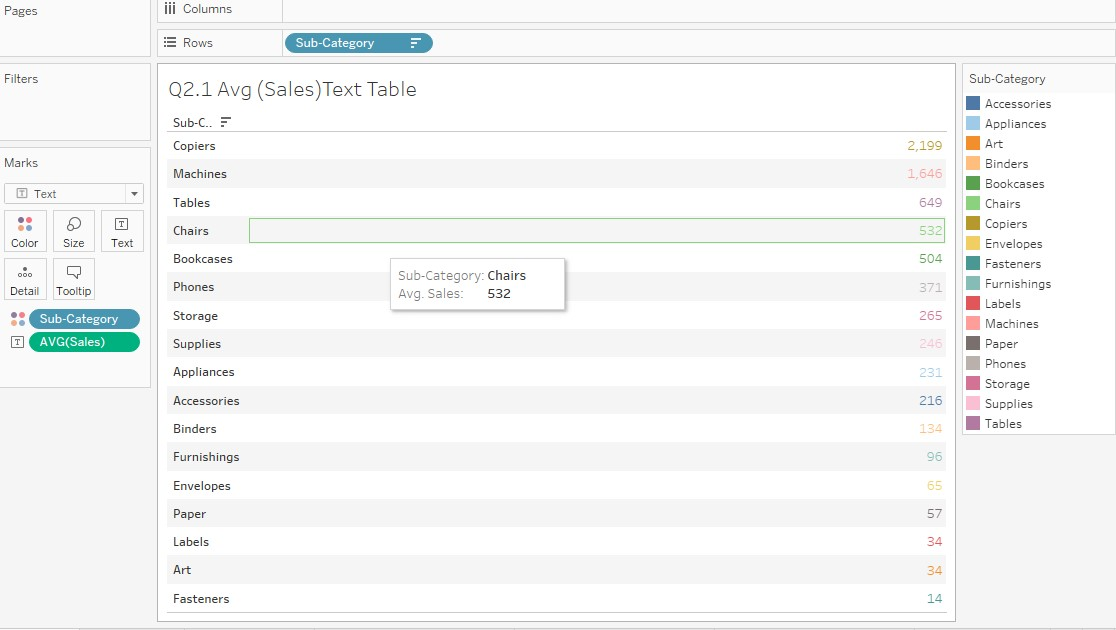 Pages
Columns
Rows
Sub-Category
Filters
Marks
Text
Color
Size
Text
Detail
Tooltip
Sub-Category
AVG(Sales)
Q2.1 Avg (Sales)Text Table
Sub-C..
Copiers 2,199
Machines 1,646
Tables 649
Chairs 532
Bookcases 504
Phones 371
Storage 265
Supplies 246
Appliances 231
Accessories 216
Binders 134
Furnishings 96
Envelopes 65
Paper 57
Labels 34
Art 34
Fasteners 14
Sub-Category: Chairs
Avg. Sales: 532
Sub-Category
Accessories
Appliances
Art
Binders
Bookcases
Chairs
Copiers
Envelopes
Fasteners
Furnishings
Labels
Machines
Paper
Phones
Storage
Supplies
Tables